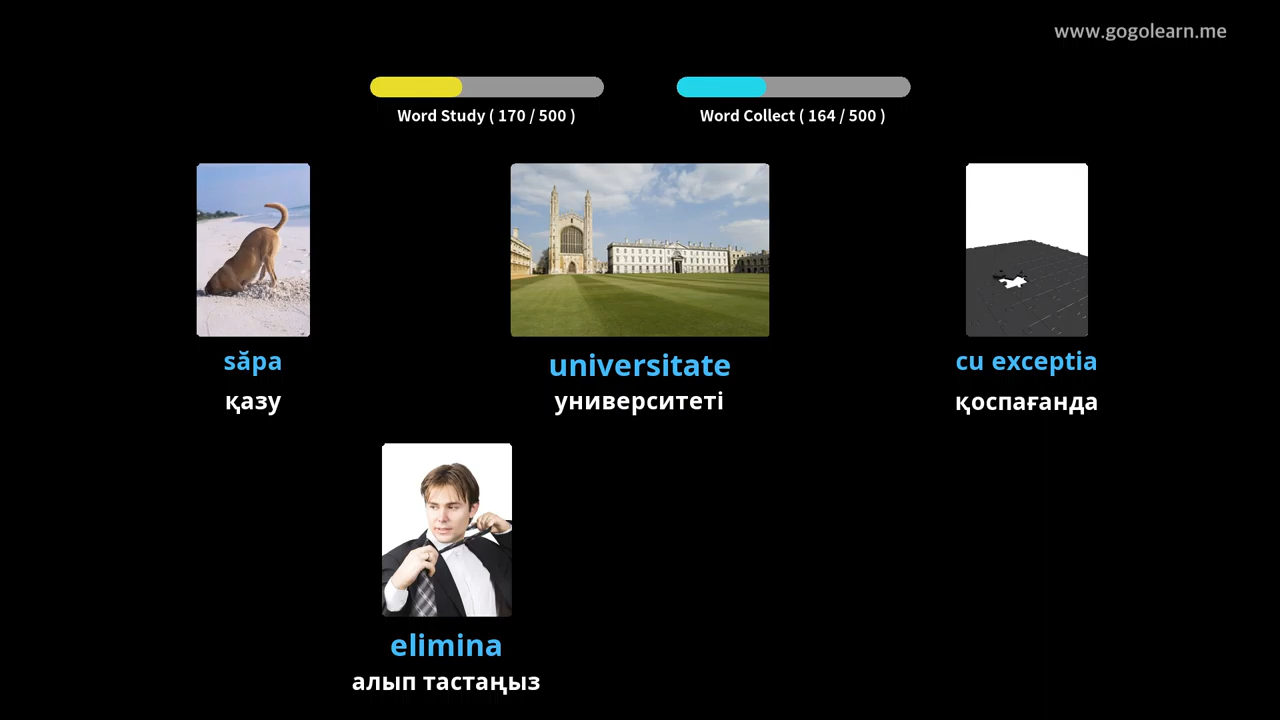 www.gogolearn.me
Word Study ( 170 / 500 )
Word Collect ( 164 / 500 )
săpa
universitate
cu exceptia
қазу
университеті
қоспағанда
elimina
алып тастаңыз